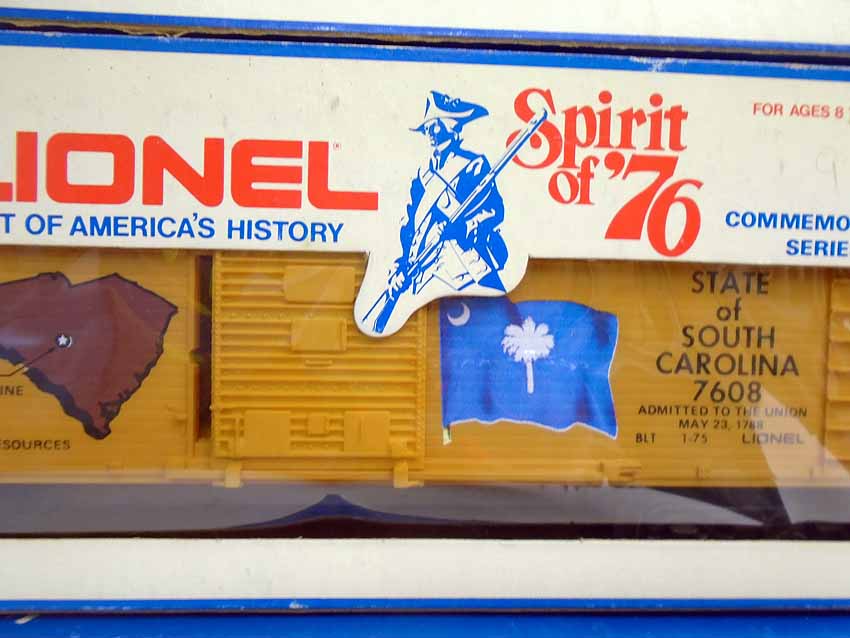 LIONEL
T OF AMERICA'S HISTORY
Spirit
of '76
FOR AGES 8
COMMEMO
SERIE
INE
ESOURCES
STATE
of
SOUTH
CAROLINA
7608
ADMITTED TO THE UNION
MAY 23, 1788
BLT 1-75 LIONEL